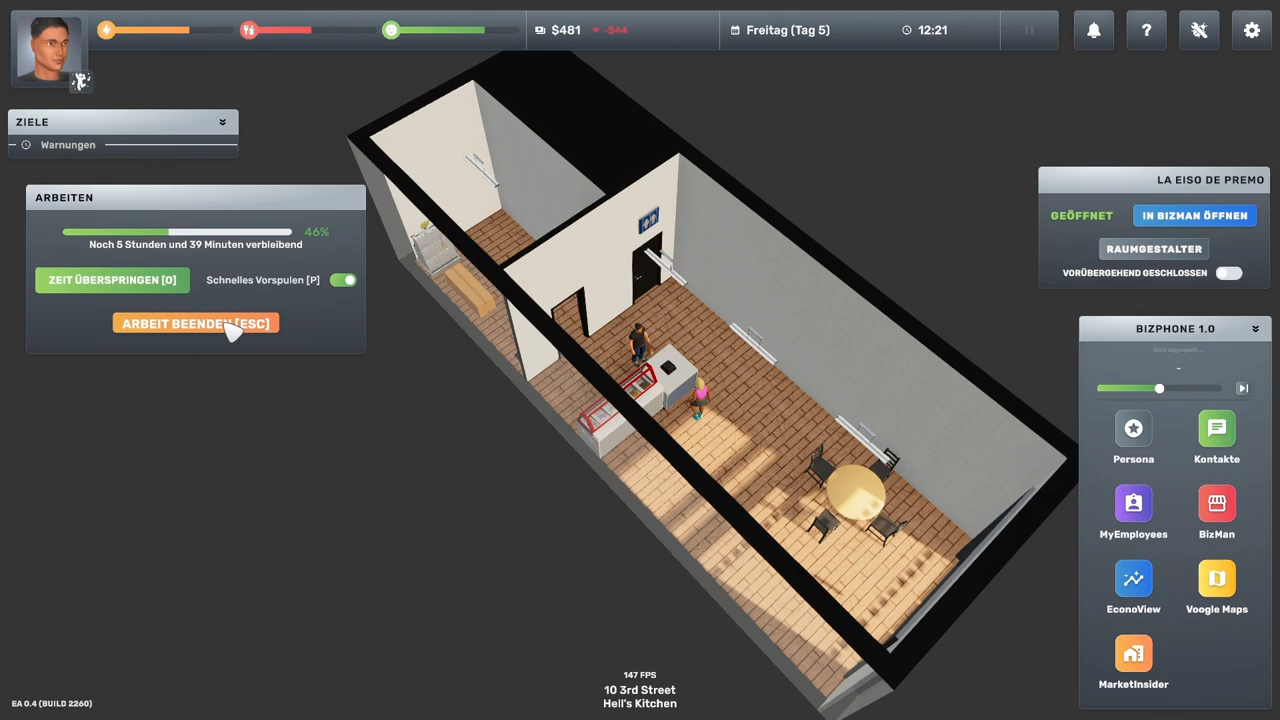 $481
-$44
Freitag (Tag 5)
12:21
?
ZIELE
Warnungen
ARBEITEN
46%
Noch 5 Stunden und 39 Minuten verbleibend
ZEIT ÜBERSPRINGEN [O]
Schnelles Vorspulen [P]
ARBEIT BEENDEN [ESC]
LA EISO DE PREMO
GEÖFFNET
IN BIZMAN ÖFFNEN
RAUMGESTALTER
VORÜBERGEHEND GESCHLOSSEN
BIZPHONE 1.0
-
Persona
Kontakte
MyEmployees
BizMan
EconoView
Voogle Maps
MarketInsider
147 FPS
10 3rd Street
Hell's Kitchen
EA 0.4 (BUILD 2260)